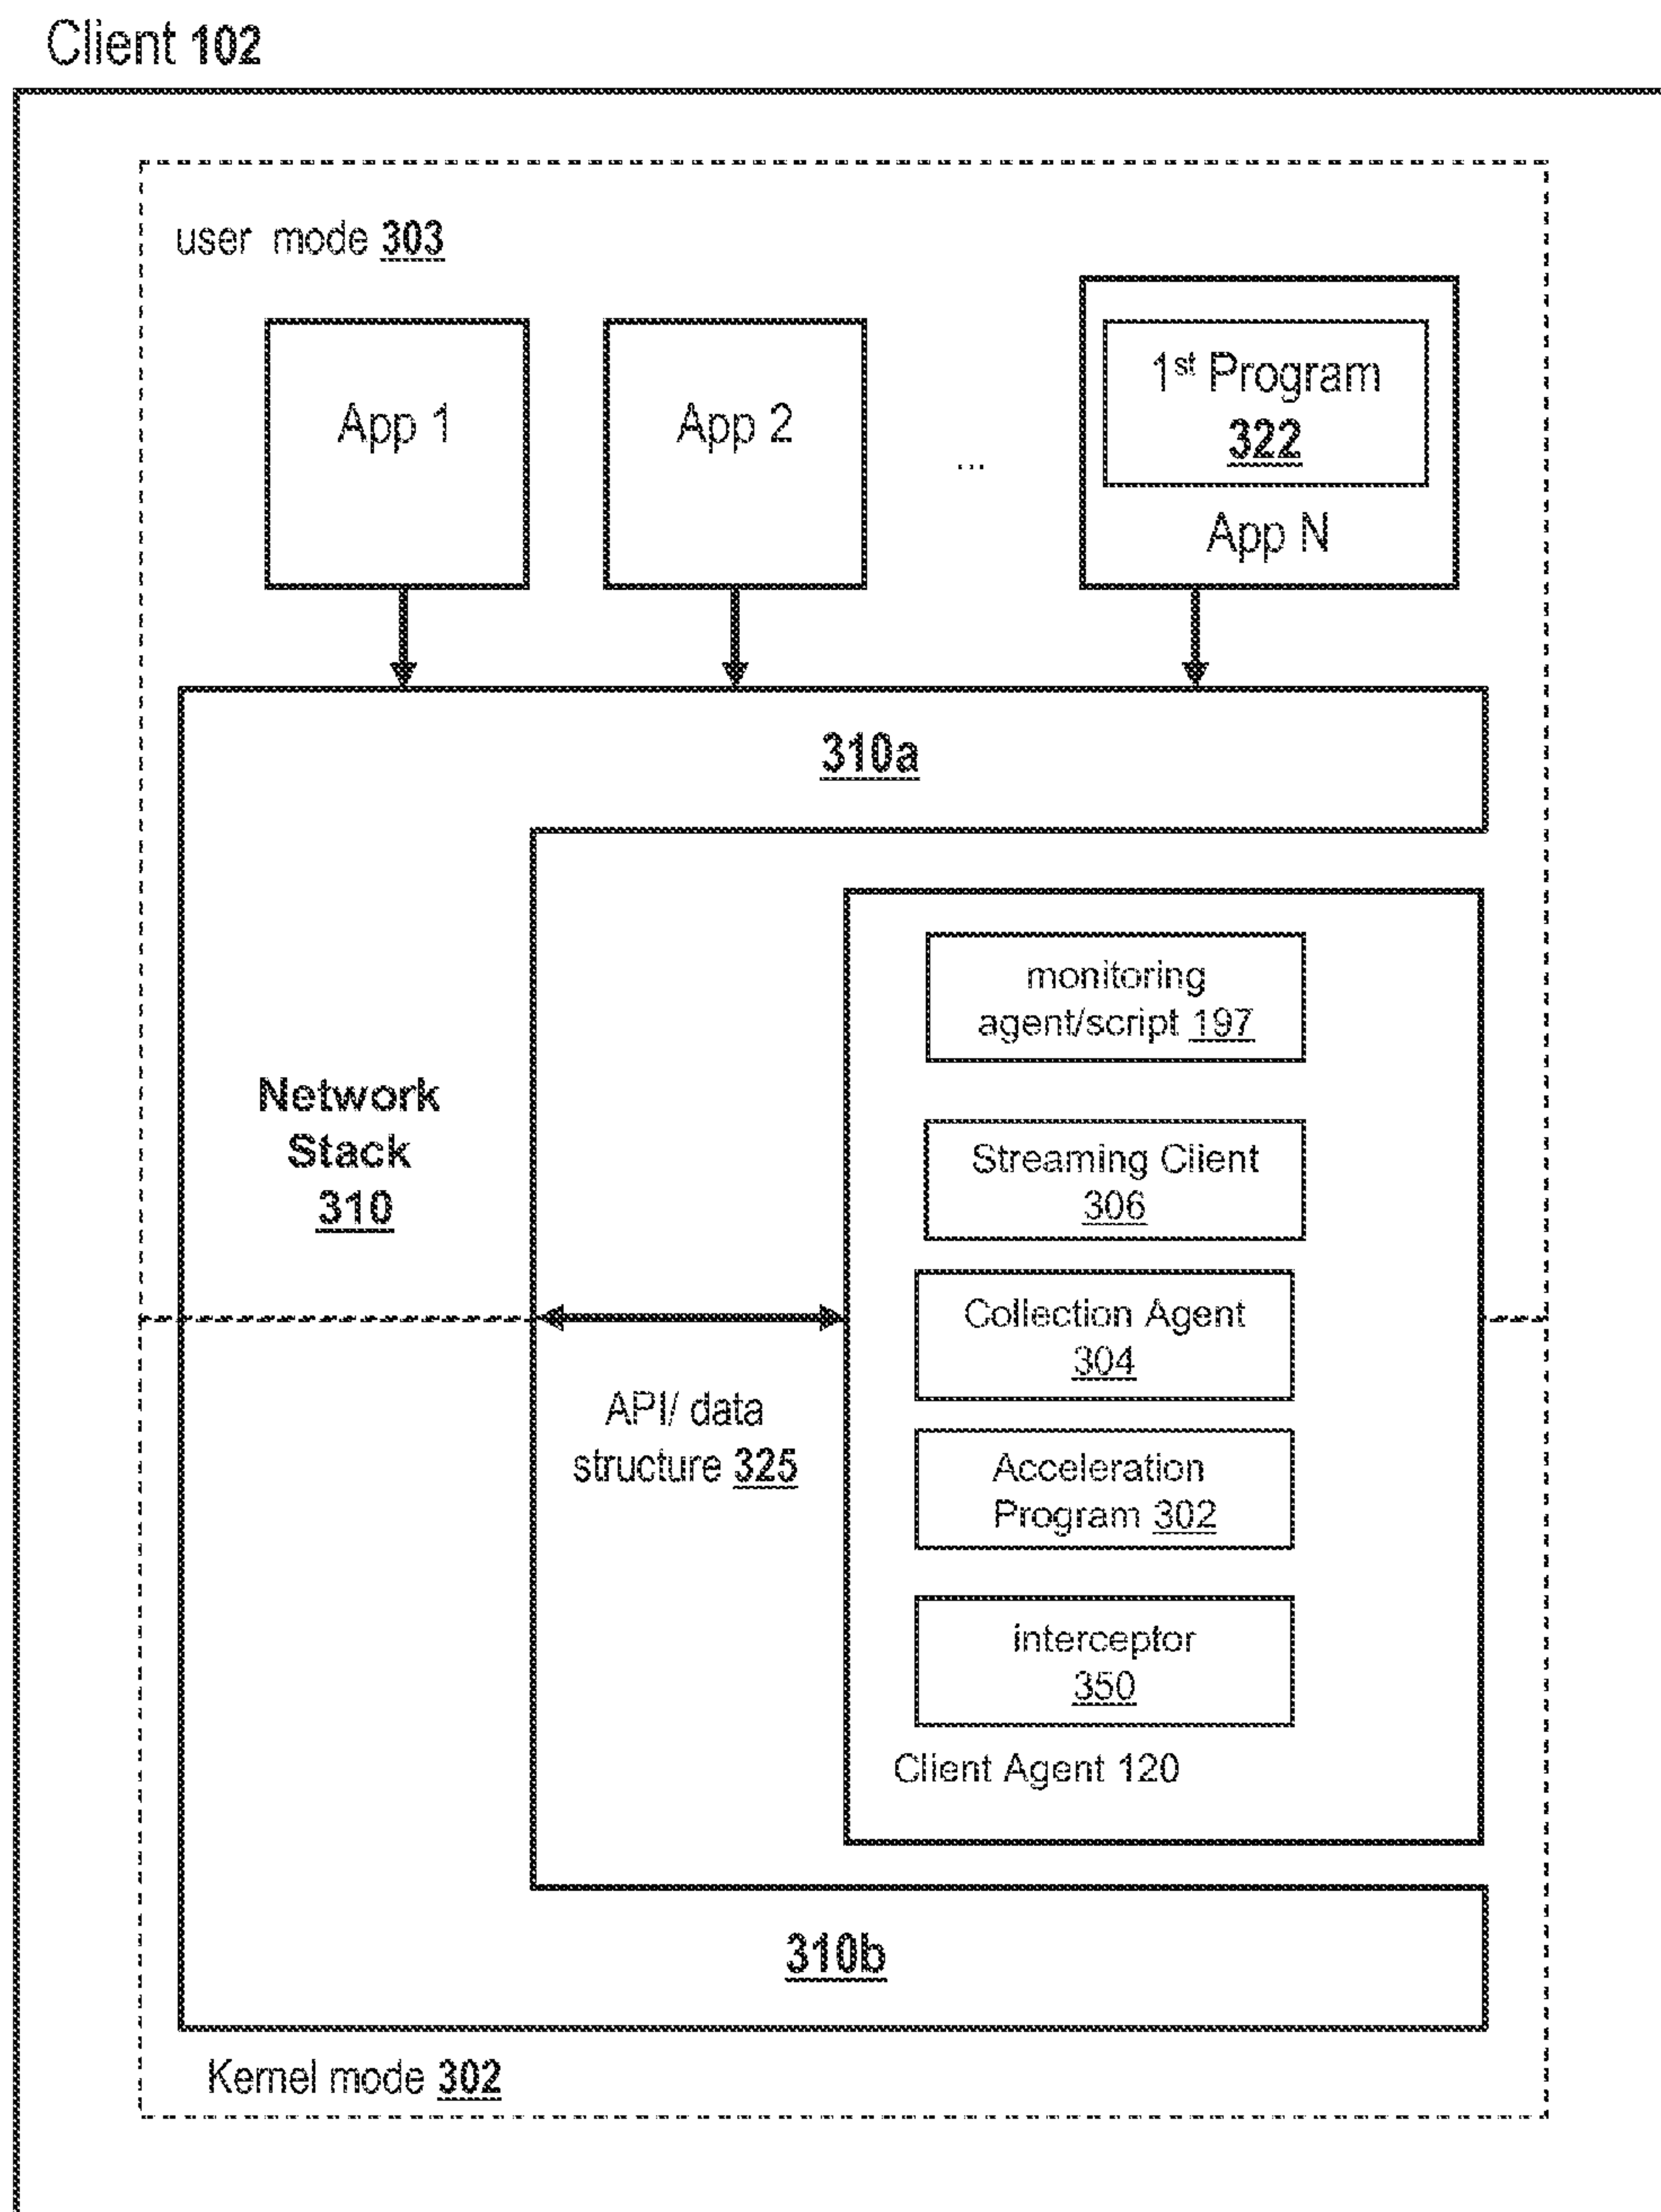 Client 102
user mode 303
App 1
App 2
...
1st Program
322
App N
310a
monitoring
agent/script 197
Network
Stack
310
Streaming Client
306
Collection Agent
304
API/ data
structure 325
Acceleration
Program 302
interceptor
350
Client Agent 120
310b
Kernel mode 302